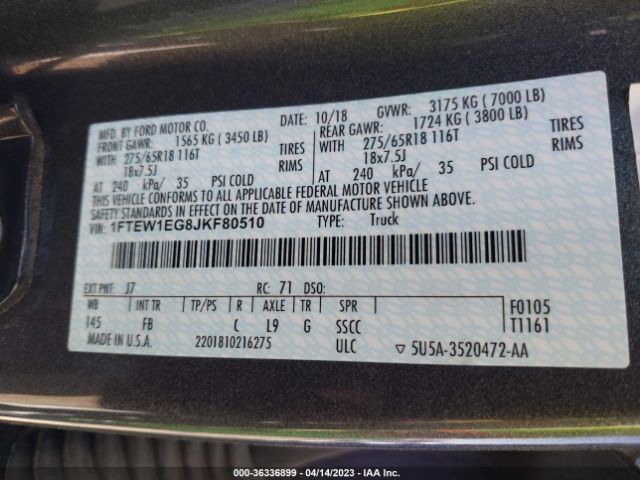 MFD. BY FORD MOTOR CO.
DATE: 10/18 GVWR: 3175 KG ( 7000 LB)
FRONT GAWR: 1565 KG ( 3450 LB) REAR GAWR: 1724 KG ( 3800 LB)
WITH 275/65R18 116T TIRES WITH 275/65R18 116T TIRES
18x7.5J RIMS 18x7.5J RIMS
AT 240 kPa/ 35 PSI COLD AT 240 kPa/ 35 PSI COLD
THIS VEHICLE CONFORMS TO ALL APPLICABLE FEDERAL MOTOR VEHICLE
SAFETY STANDARDS IN EFFECT ON THE DATE OF MANUFACTURE SHOWN ABOVE.
VIN: 1FTEW1EG8JKF80510 TYPE: Truck
EXT PNT: J7 RC: 71 DSO:
WB INT TR TP/PS R AXLE TR SPR F0105
145 FB C L9 G SSCC T1161
MADE IN U.S.A. 2201810216275 ULC ▽ 5U5A-3520472-AA
000-36336899 - 04/14/2023 - IAA Inc.